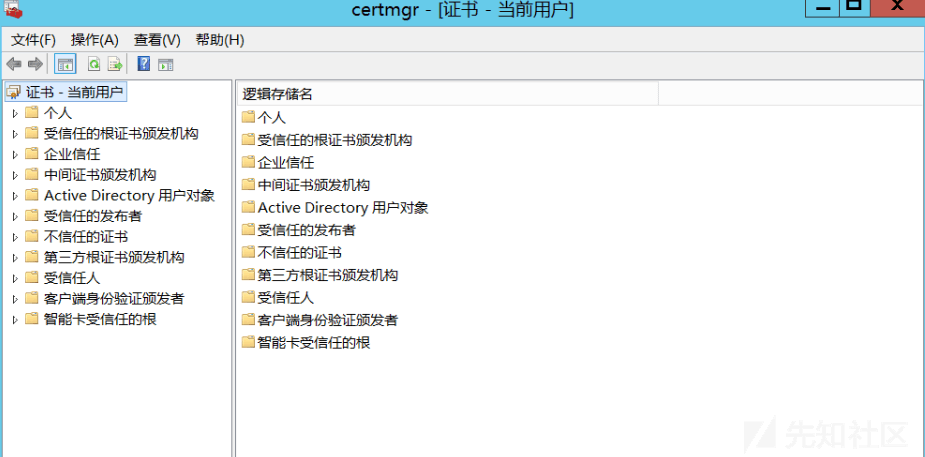 certmgr - [证书 - 当前用户]
文件(F) 操作(A) 查看(V) 帮助(H)
证书 - 当前用户
个人
受信任的根证书颁发机构
企业信任
中间证书颁发机构
Active Directory 用户对象
受信任的发布者
不信任的证书
第三方根证书颁发机构
受信任人
客户端身份验证颁发者
智能卡受信任的根
逻辑存储名
个人
受信任的根证书颁发机构
企业信任
中间证书颁发机构
Active Directory 用户对象
受信任的发布者
不信任的证书
第三方根证书颁发机构
受信任人
客户端身份验证颁发者
智能卡受信任的根
先知社区